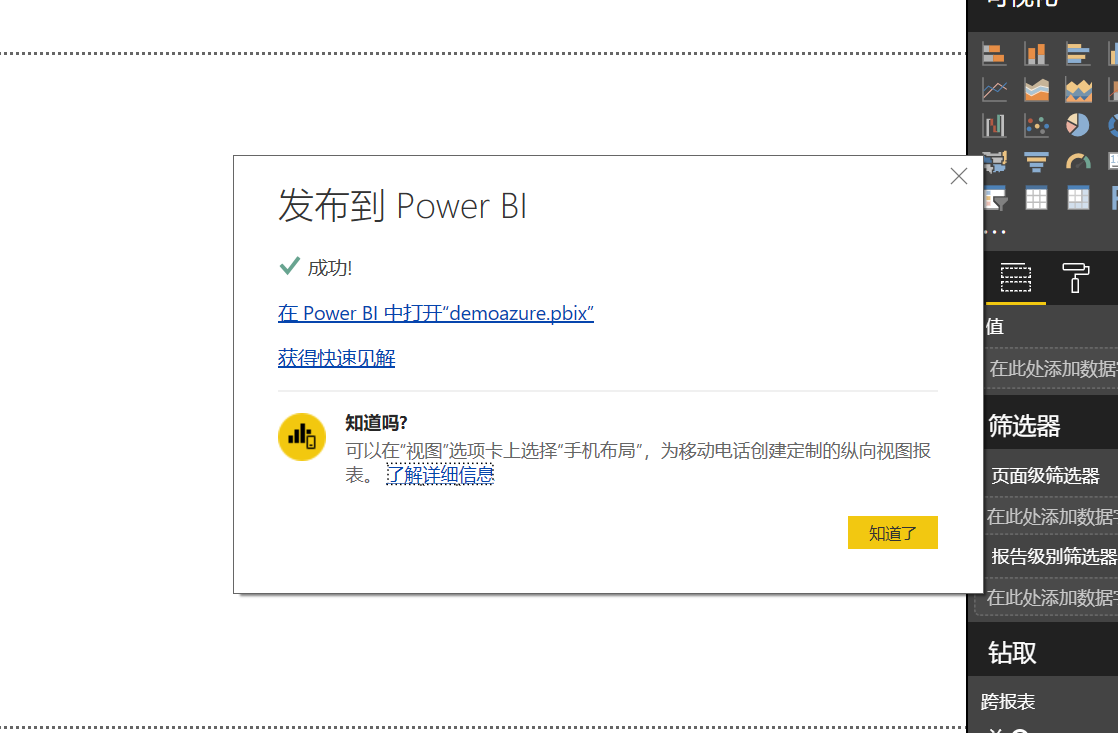 可视化
发布到 Power BI
成功!
在 Power BI 中打开“demoazure.pbix”
获得快速见解
知道吗?
可以在“视图”选项卡上选择“手机布局”，为移动电话创建定制的纵向视图报
表。 了解详细信息
知道了
值
在此处添加数据
筛选器
页面级筛选器
在此处添加数据
报告级别筛选器
在此处添加数据
钻取
跨报表